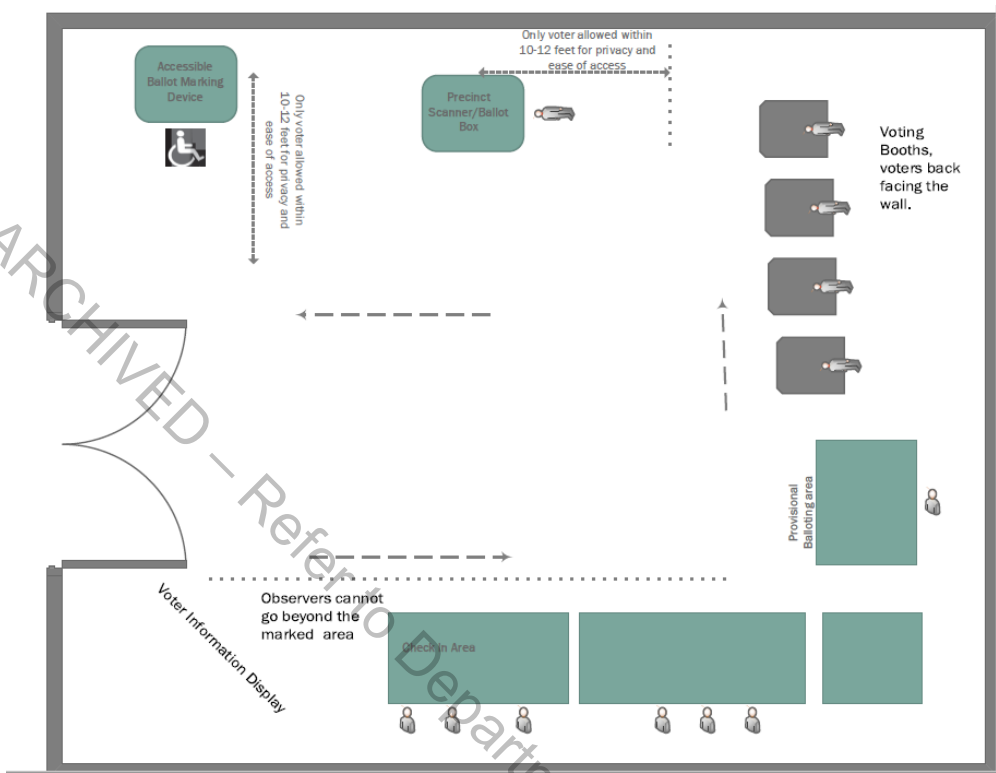 Only voter allowed within
10-12 feet for privacy and
ease of access
Accessible
Ballot Marking
Device
Only voter allowed within
10-12 feet for privacy and
ease of access
Precinct
Scanner/Ballot
Box
Voting
Booths,
voters back
facing the
wall.
Provisional
Balloting area
Observers cannot
go beyond the
marked area
Voter Information Display
Check in Area
ARCHIVED – Refer to Departm